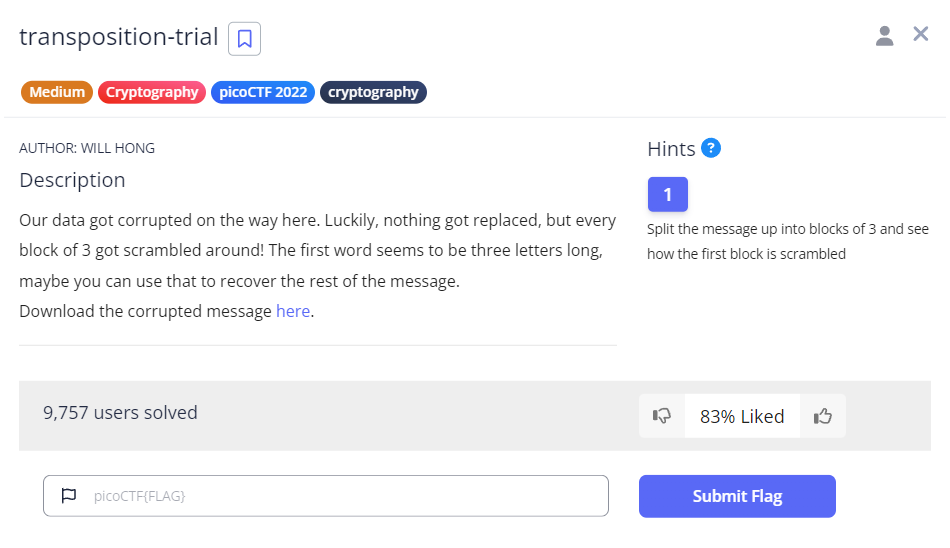 transposition-trial
Medium Cryptography picoCTF 2022 cryptography
AUTHOR: WILL HONG
Description
Our data got corrupted on the way here. Luckily, nothing got replaced, but every
block of 3 got scrambled around! The first word seems to be three letters long,
maybe you can use that to recover the rest of the message.
Download the corrupted message here.
Hints ?
1
Split the message up into blocks of 3 and see
how the first block is scrambled
9,757 users solved
83% Liked
picoCTF{FLAG}
Submit Flag